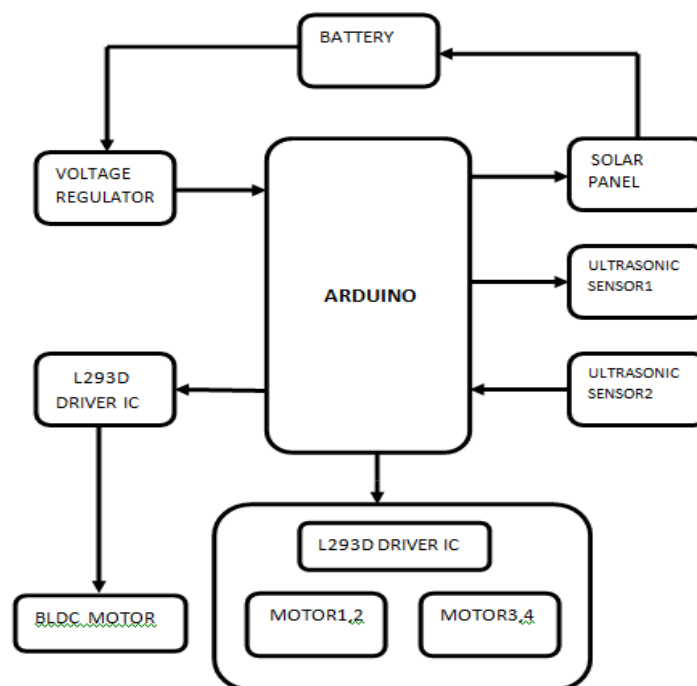 BATTERY
VOLTAGE
REGULATOR
SOLAR
PANEL
ARDUINO
ULTRASONIC
SENSOR1
L293D
DRIVER IC
ULTRASONIC
SENSOR2
L293D DRIVER IC
BLDC MOTOR
MOTOR1,2
MOTOR3,4